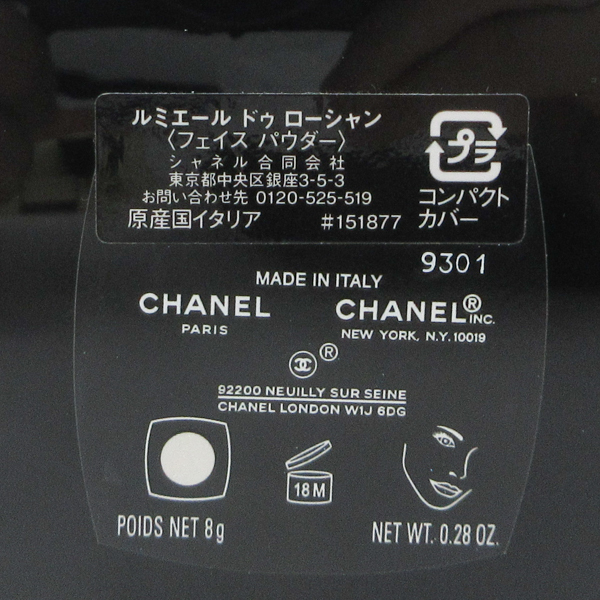 ルミエール ドゥ ローシャン
〈フェイス パウダー〉
シャネル合同会社
東京都中央区銀座3-5-3
お問い合わせ先 0120-525-519
原産国イタリア #151877
プラ
コンパクト
カバー
9301
MADE IN ITALY
CHANEL
PARIS
CHANEL® INC.
NEW YORK, N.Y. 10019
®
92200 NEUILLY SUR SEINE
CHANEL LONDON W1J 6DG
18M
POIDS NET 8g
NET WT. 0.28 OZ.